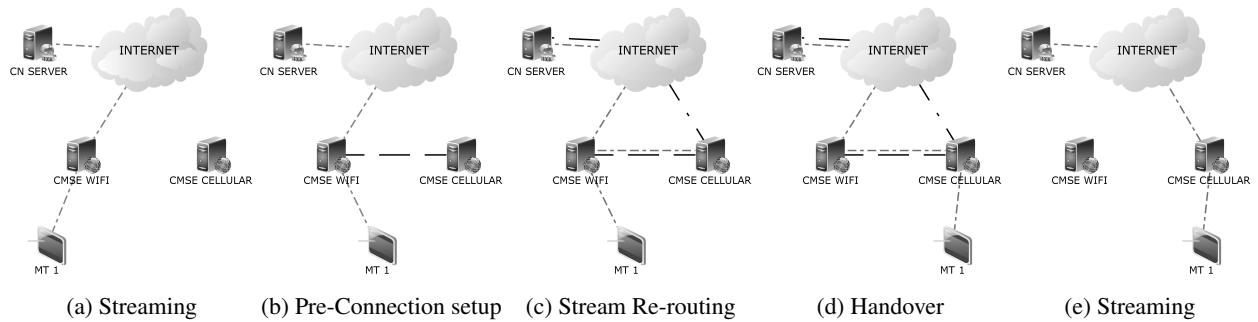 INTERNET
CN SERVER
CMSE WIFI
CMSE CELLULAR
MT 1
(a) Streaming
INTERNET
CN SERVER
CMSE WIFI
CMSE CELLULAR
MT 1
(b) Pre-Connection setup
INTERNET
CN SERVER
CMSE WIFI
CMSE CELLULAR
MT 1
(c) Stream Re-routing
INTERNET
CN SERVER
CMSE WIFI
CMSE CELLULAR
MT 1
(d) Handover
INTERNET
CN SERVER
CMSE WIFI
CMSE CELLULAR
MT 1
(e) Streaming